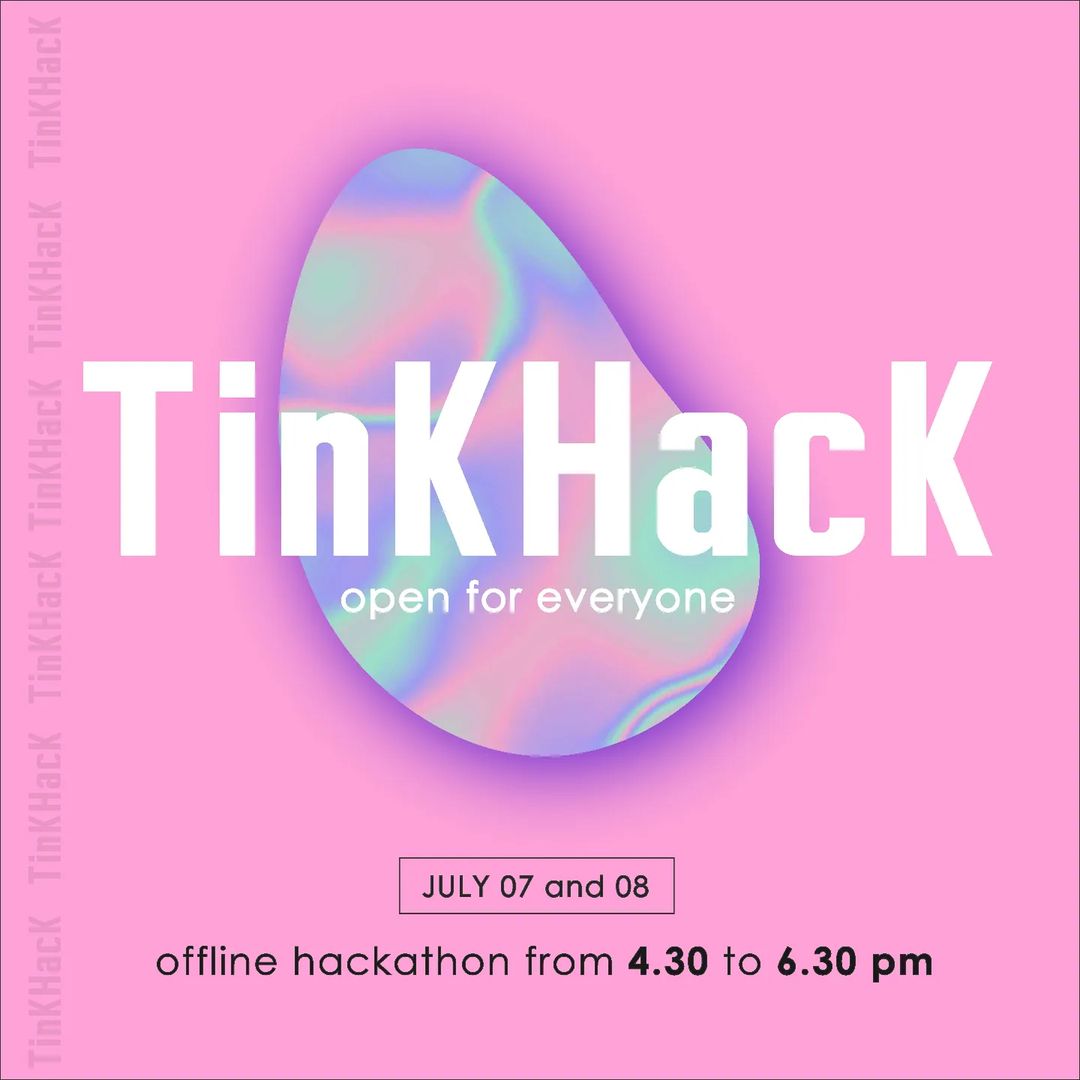 TinKHacK
open for everyone
JULY 07 and 08
offline hackathon from 4.30 to 6.30 pm
TinKHacK TinKHacK TinKHacK TinKHacK TinKHacK TinKHacK